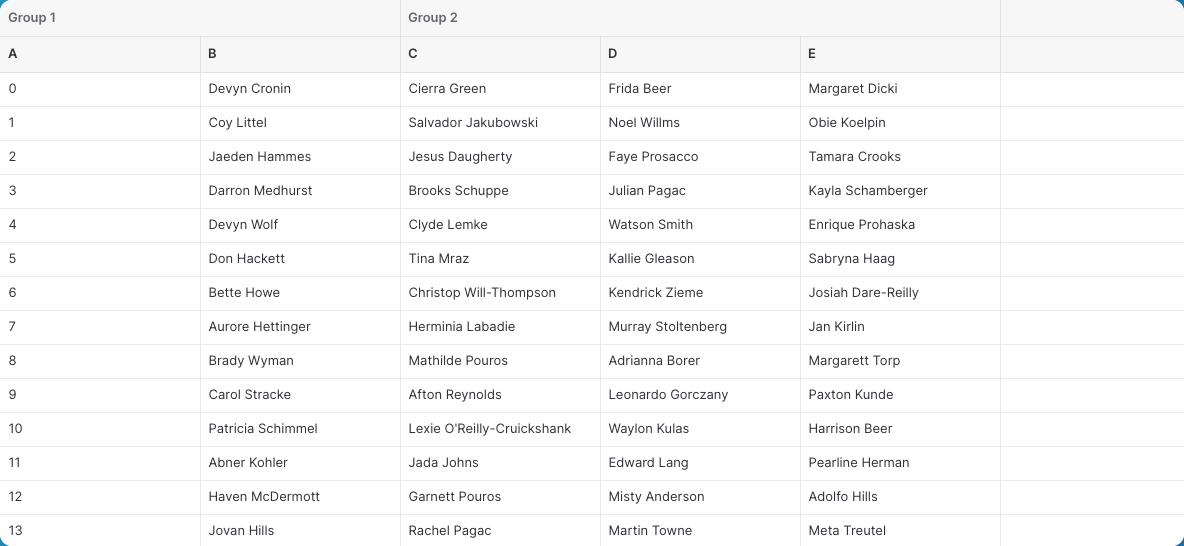 Group 1 Group 2
A B C D E
0 Devyn Cronin Cierra Green Frida Beer Margaret Dicki
1 Coy Littel Salvador Jakubowski Noel Willms Obie Koelpin
2 Jaeden Hammes Jesus Daugherty Faye Prosacco Tamara Crooks
3 Darron Medhurst Brooks Schuppe Julian Pagac Kayla Schamberger
4 Devyn Wolf Clyde Lemke Watson Smith Enrique Prohaska
5 Don Hackett Tina Mraz Kallie Gleason Sabryna Haag
6 Bette Howe Christop Will-Thompson Kendrick Zieme Josiah Dare-Reilly
7 Aurore Hettinger Herminia Labadie Murray Stoltenberg Jan Kirlin
8 Brady Wyman Mathilde Pouros Adrianna Borer Margarett Torp
9 Carol Stracke Afton Reynolds Leonardo Gorczany Paxton Kunde
10 Patricia Schimmel Lexie O'Reilly-Cruickshank Waylon Kulas Harrison Beer
11 Abner Kohler Jada Johns Edward Lang Pearline Herman
12 Haven McDermott Garnett Pouros Misty Anderson Adolfo Hills
13 Jovan Hills Rachel Pagac Martin Towne Meta Treutel